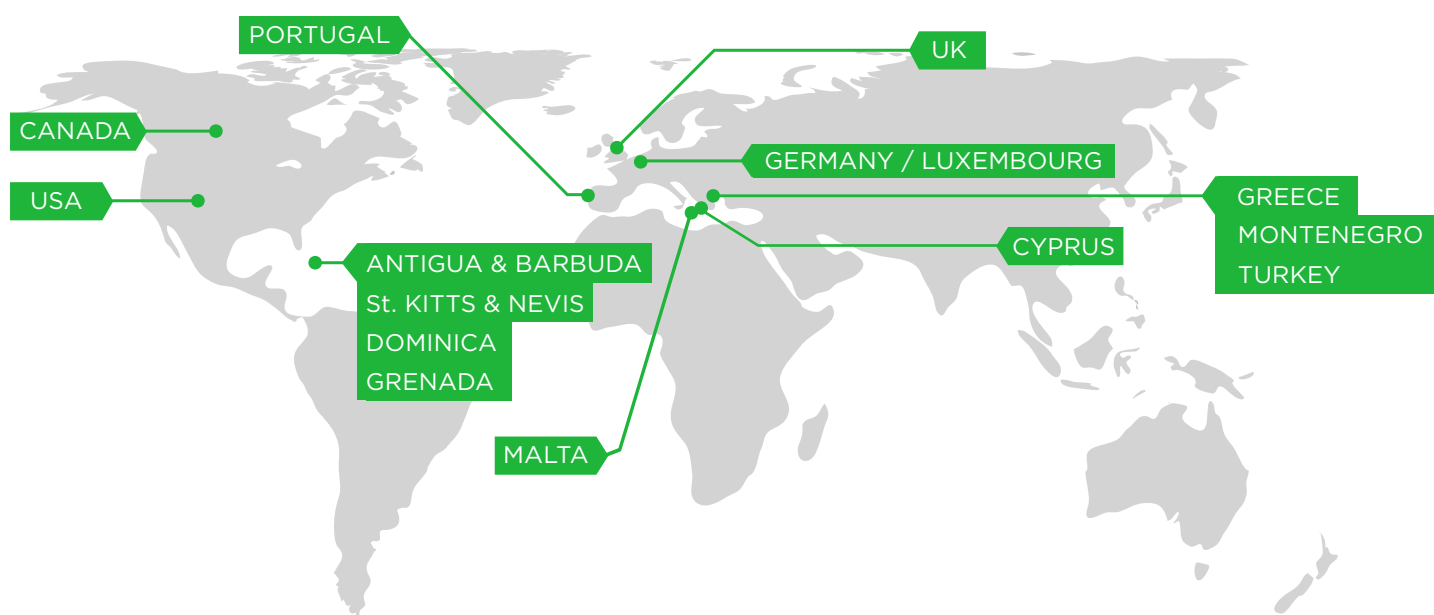 PORTUGAL
UK
CANADA
GERMANY / LUXEMBOURG
USA
GREECE
MONTENEGRO
TURKEY
CYPRUS
ANTIGUA & BARBUDA
St. KITTS & NEVIS
DOMINICA
GRENADA
MALTA